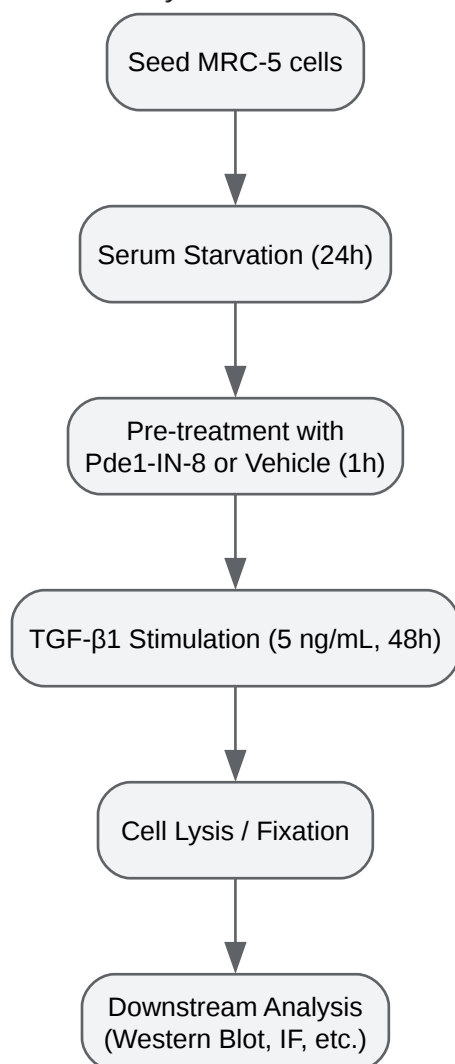 Seed MRC-5 cells
Serum Starvation (24h)
Pre-treatment with
Pde1-IN-8 or Vehicle (1h)
TGF-β1 Stimulation (5 ng/mL, 48h)
Cell Lysis / Fixation
Downstream Analysis
(Western Blot, IF, etc.)